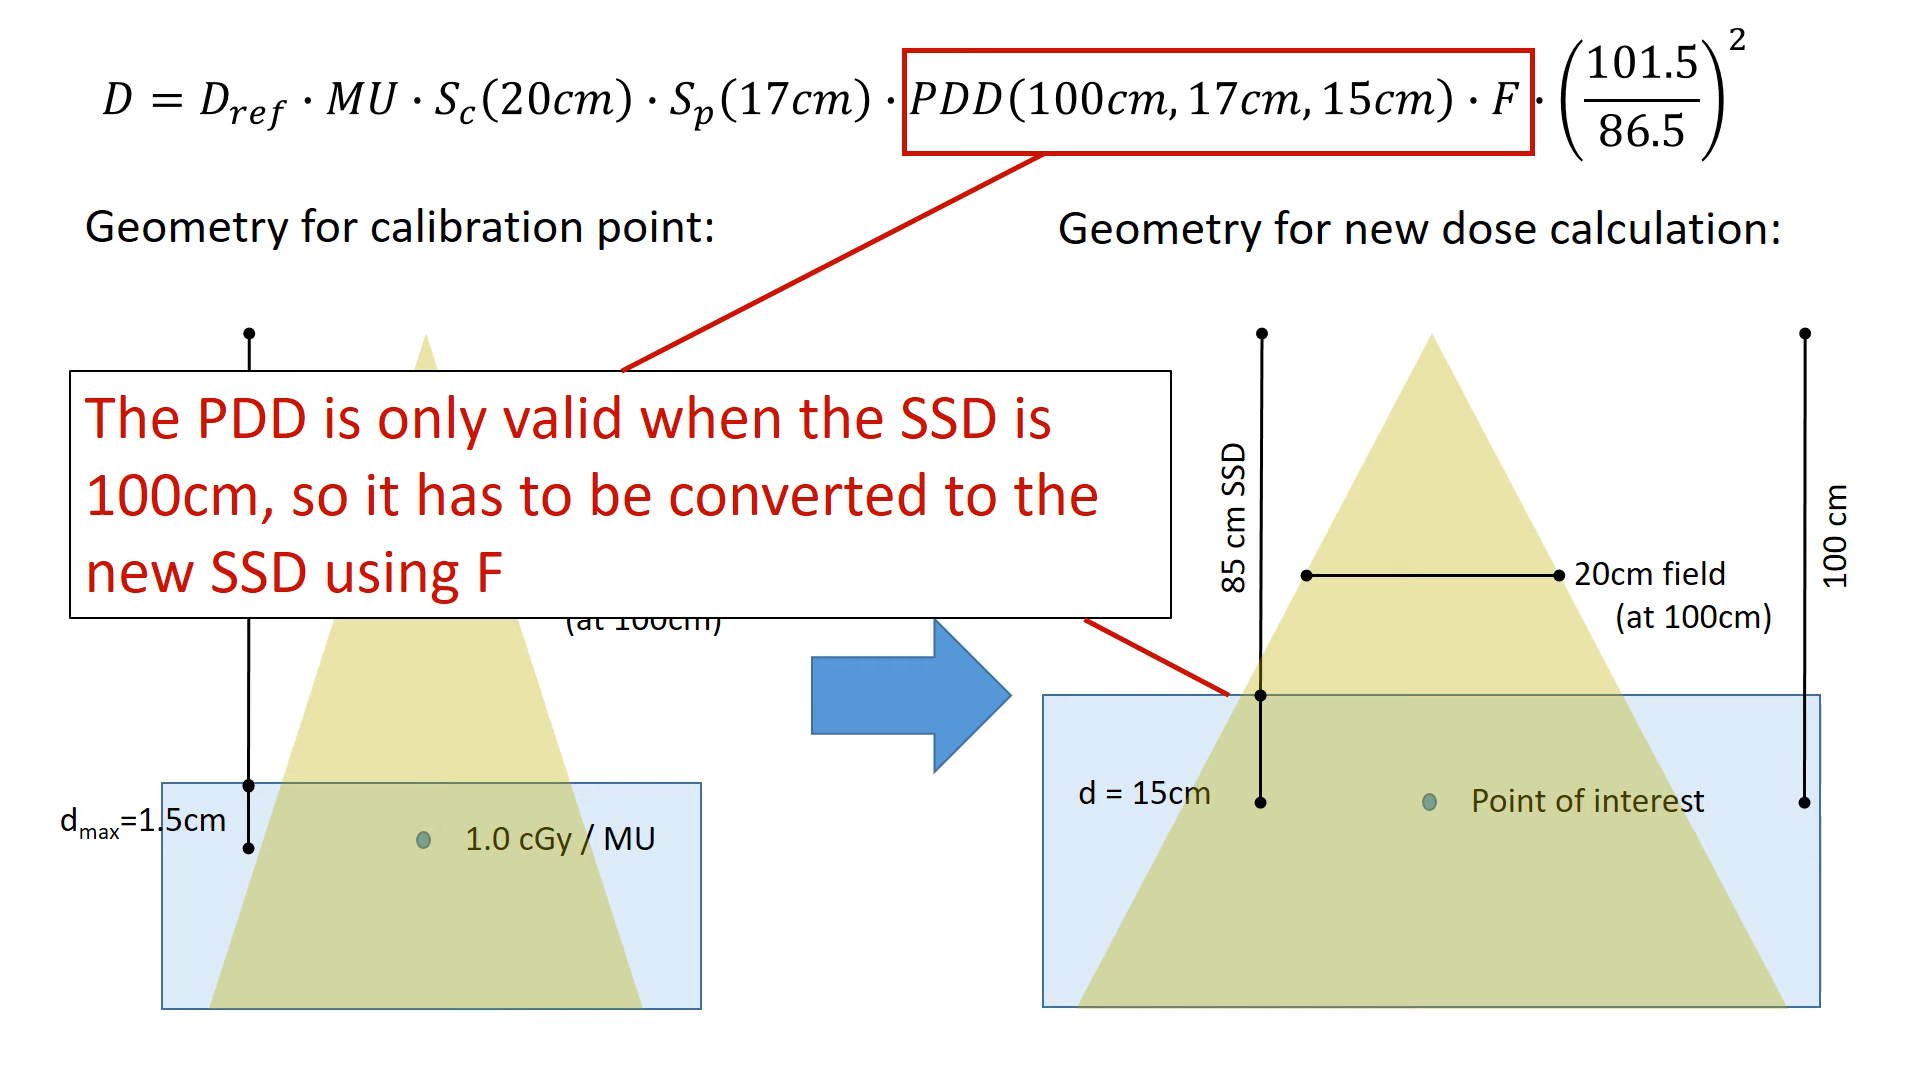 D = D_ref · MU · S_c(20cm) · S_p(17cm) · PDD(100cm, 17cm, 15cm) · F · (101.5/86.5)²
Geometry for calibration point:
Geometry for new dose calculation:
The PDD is only valid when the SSD is
100cm, so it has to be converted to the
new SSD using F
(at 100cm)
d_max=1.5cm
1.0 cGy / MU
85 cm SSD
100 cm
20cm field
(at 100cm)
d = 15cm
Point of interest